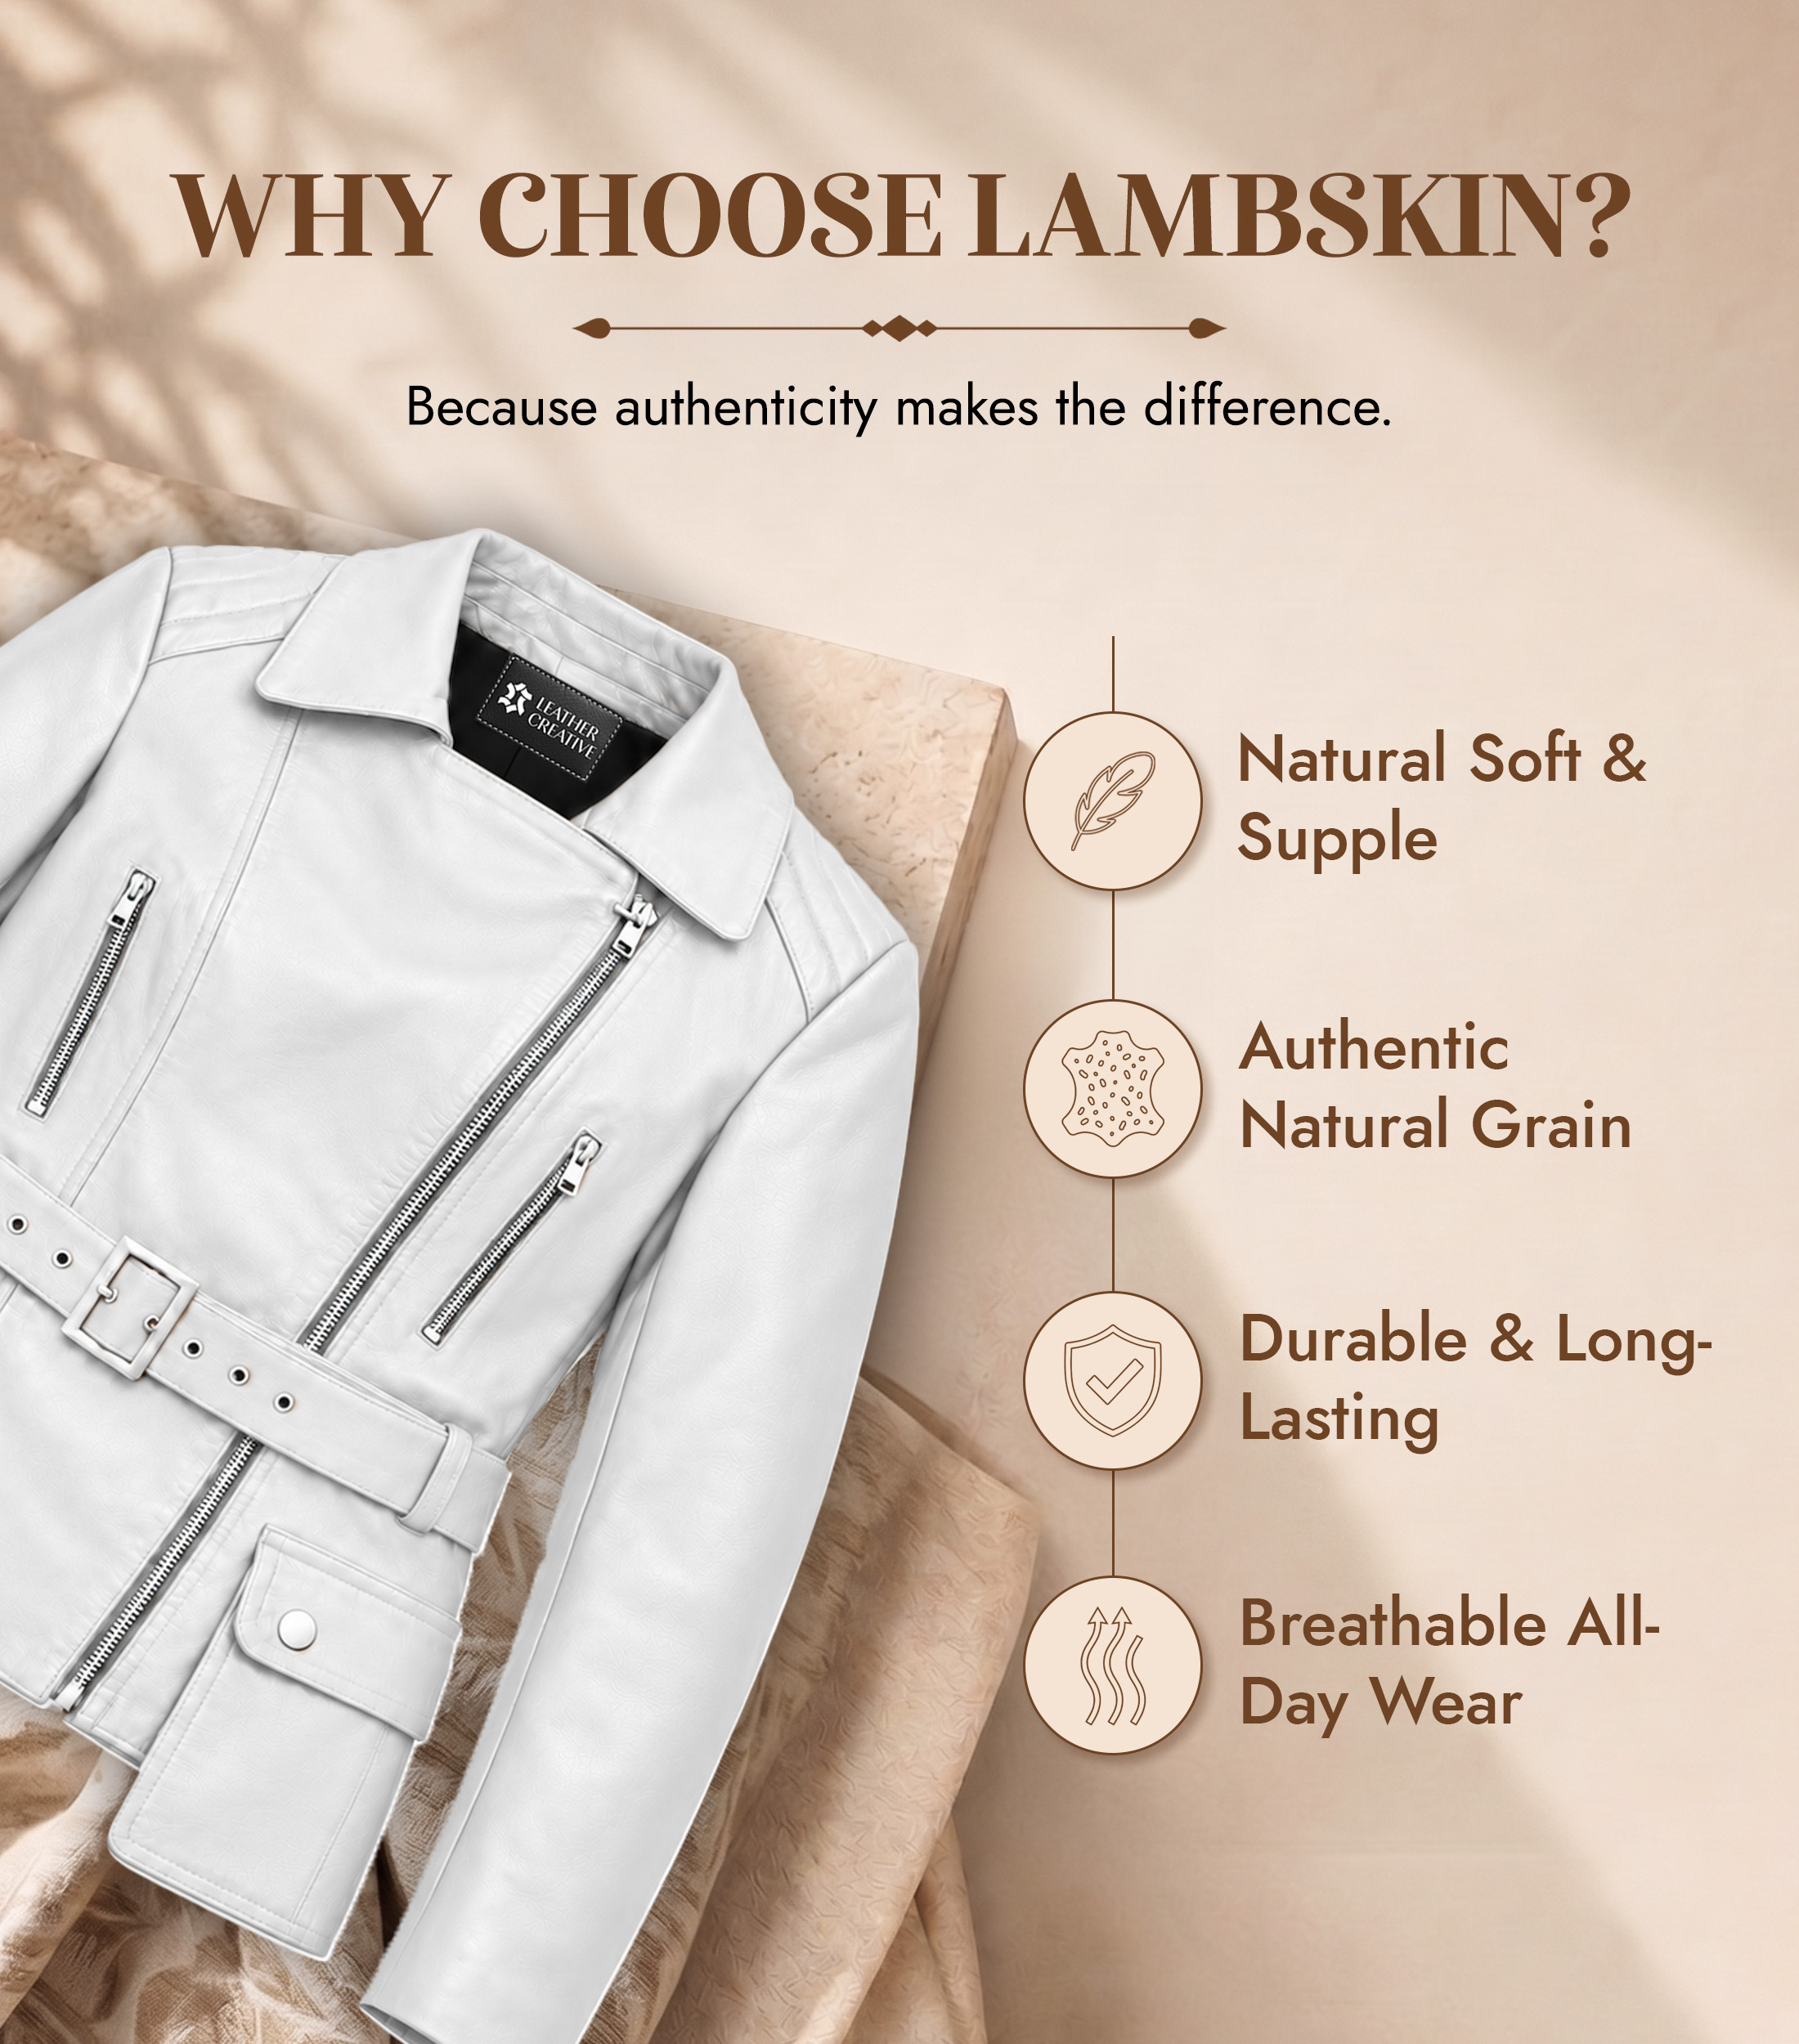 WHY CHOOSE LAMBSKIN?
Because authenticity makes the difference.
LEATHER
CREATIVE
Natural Soft &
Supple
Authentic
Natural Grain
Durable & Long-
Lasting
Breathable All-
Day Wear